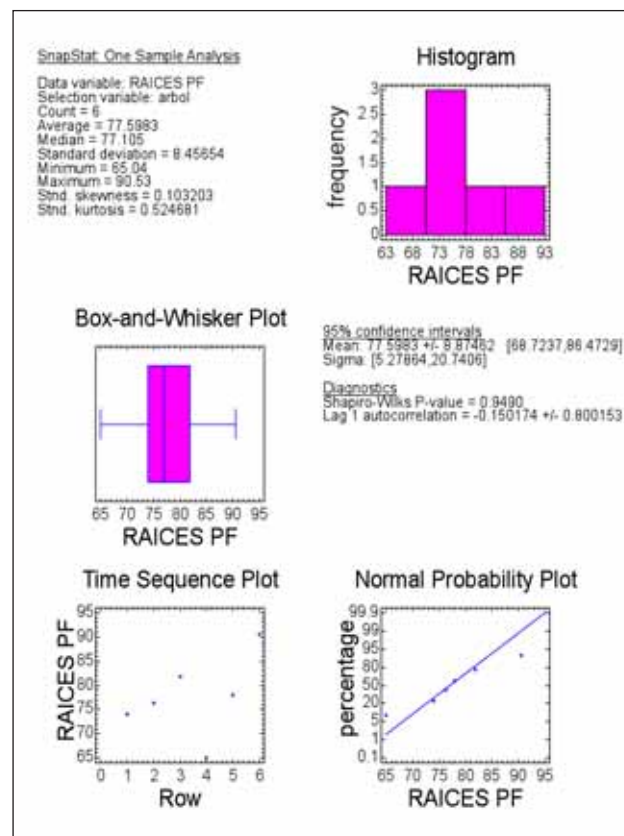 SnapStat: One Sample Analysis
Data variable: RAICES PF
Selection variable: arbol
Count = 6
Average = 77.5983
Median = 77.105
Standard deviation = 8.45654
Minimum = 65.04
Maximum = 90.53
Stnd. skewness = 0.103203
Stnd. kurtosis = 0.524681
Histogram
frequency
3
2.5
2
1.5
1
0.5
0
63 68 73 78 83 88 93
RAICES PF
Box-and-Whisker Plot
65 70 75 80 85 90 95
RAICES PF
95% confidence intervals
Mean: 77.5983 +/- 8.87462 [68.7237,86.4729]
Sigma: [5.27864,20.7406]
Diagnostics
Shapiro-Wilks P-value = 0.9490
Lag 1 autocorrelation = -0.150174 +/- 0.800153
Time Sequence Plot
RAICES PF
95
90
85
80
75
70
65
0 1 2 3 4 5 6
Row
Normal Probability Plot
percentage
99.9
99
95
80
50
20
5
1
0.1
65 70 75 80 85 90 95
RAICES PF